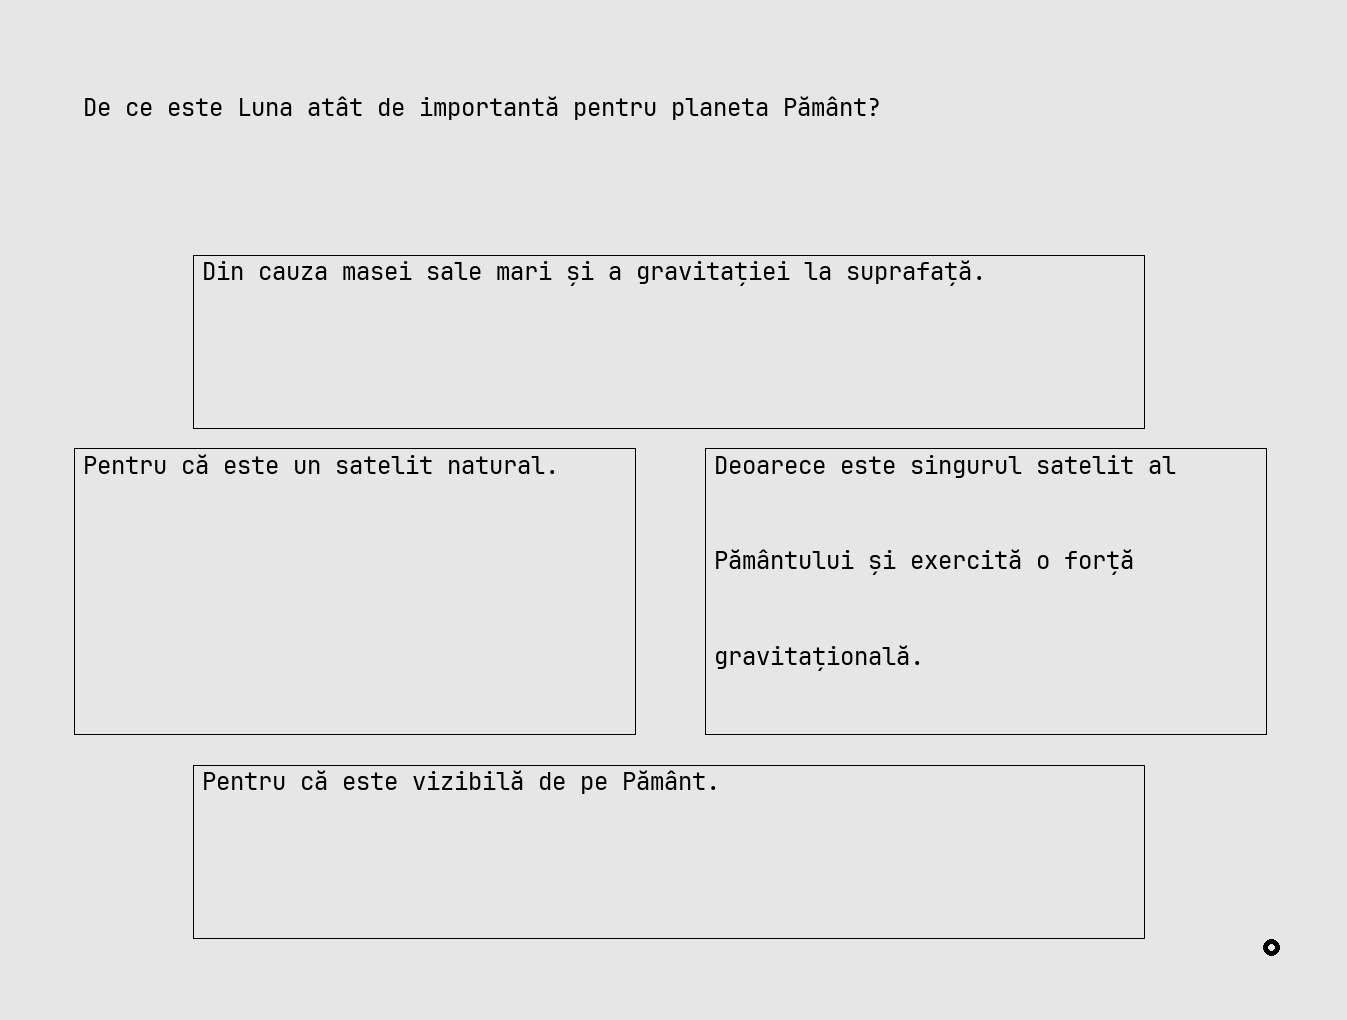 De ce este Luna atât de importantă pentru planeta Pământ?
Din cauza masei sale mari și a gravitației la suprafață.
Pentru că este un satelit natural.
Deoarece este singurul satelit al
Pământului și exercită o forță
gravitațională.
Pentru că este vizibilă de pe Pământ.